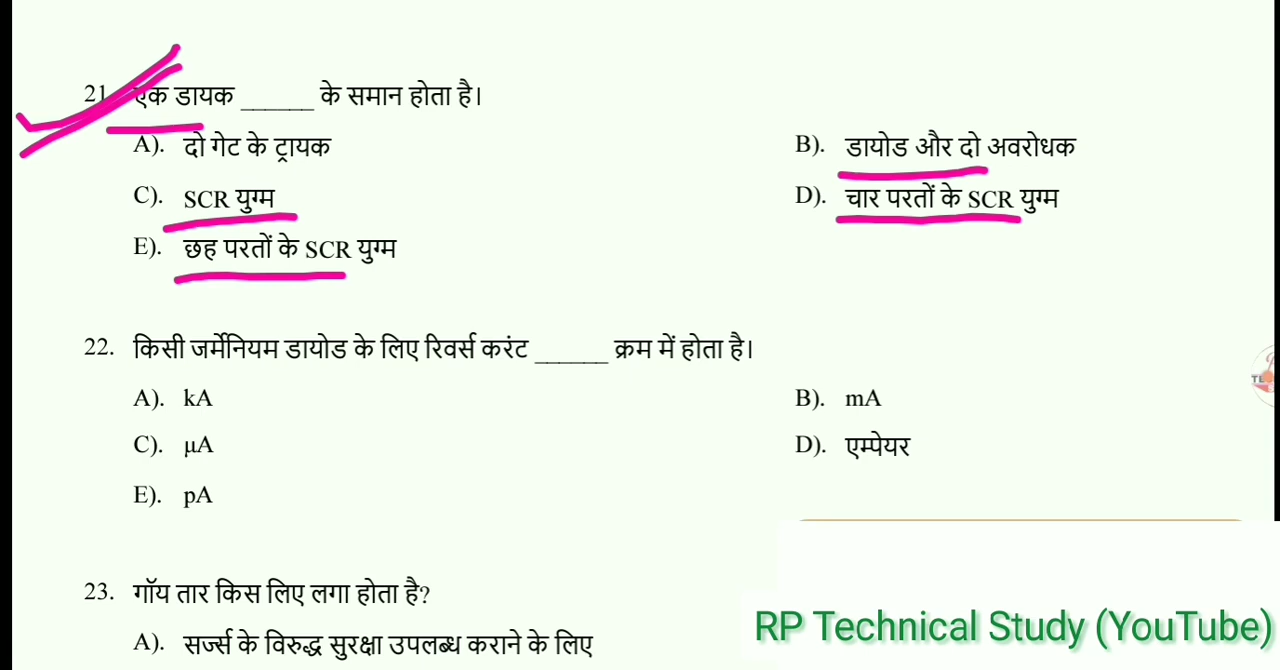 21. एक डायक ______ के समान होता है।
A). दो गेट के ट्रायक
B). डायोड और दो अवरोधक
C). SCR युग्म
D). चार परतों के SCR युग्म
E). छह परतों के SCR युग्म
22. किसी जर्मेनियम डायोड के लिए रिवर्स करंट ______ क्रम में होता है।
A). kA
B). mA
C). µA
D). एम्पेयर
E). pA
23. गॉय तार किस लिए लगा होता है?
A). सर्ज्स के विरुद्ध सुरक्षा उपलब्ध कराने के लिए
RP Technical Study (YouTube)